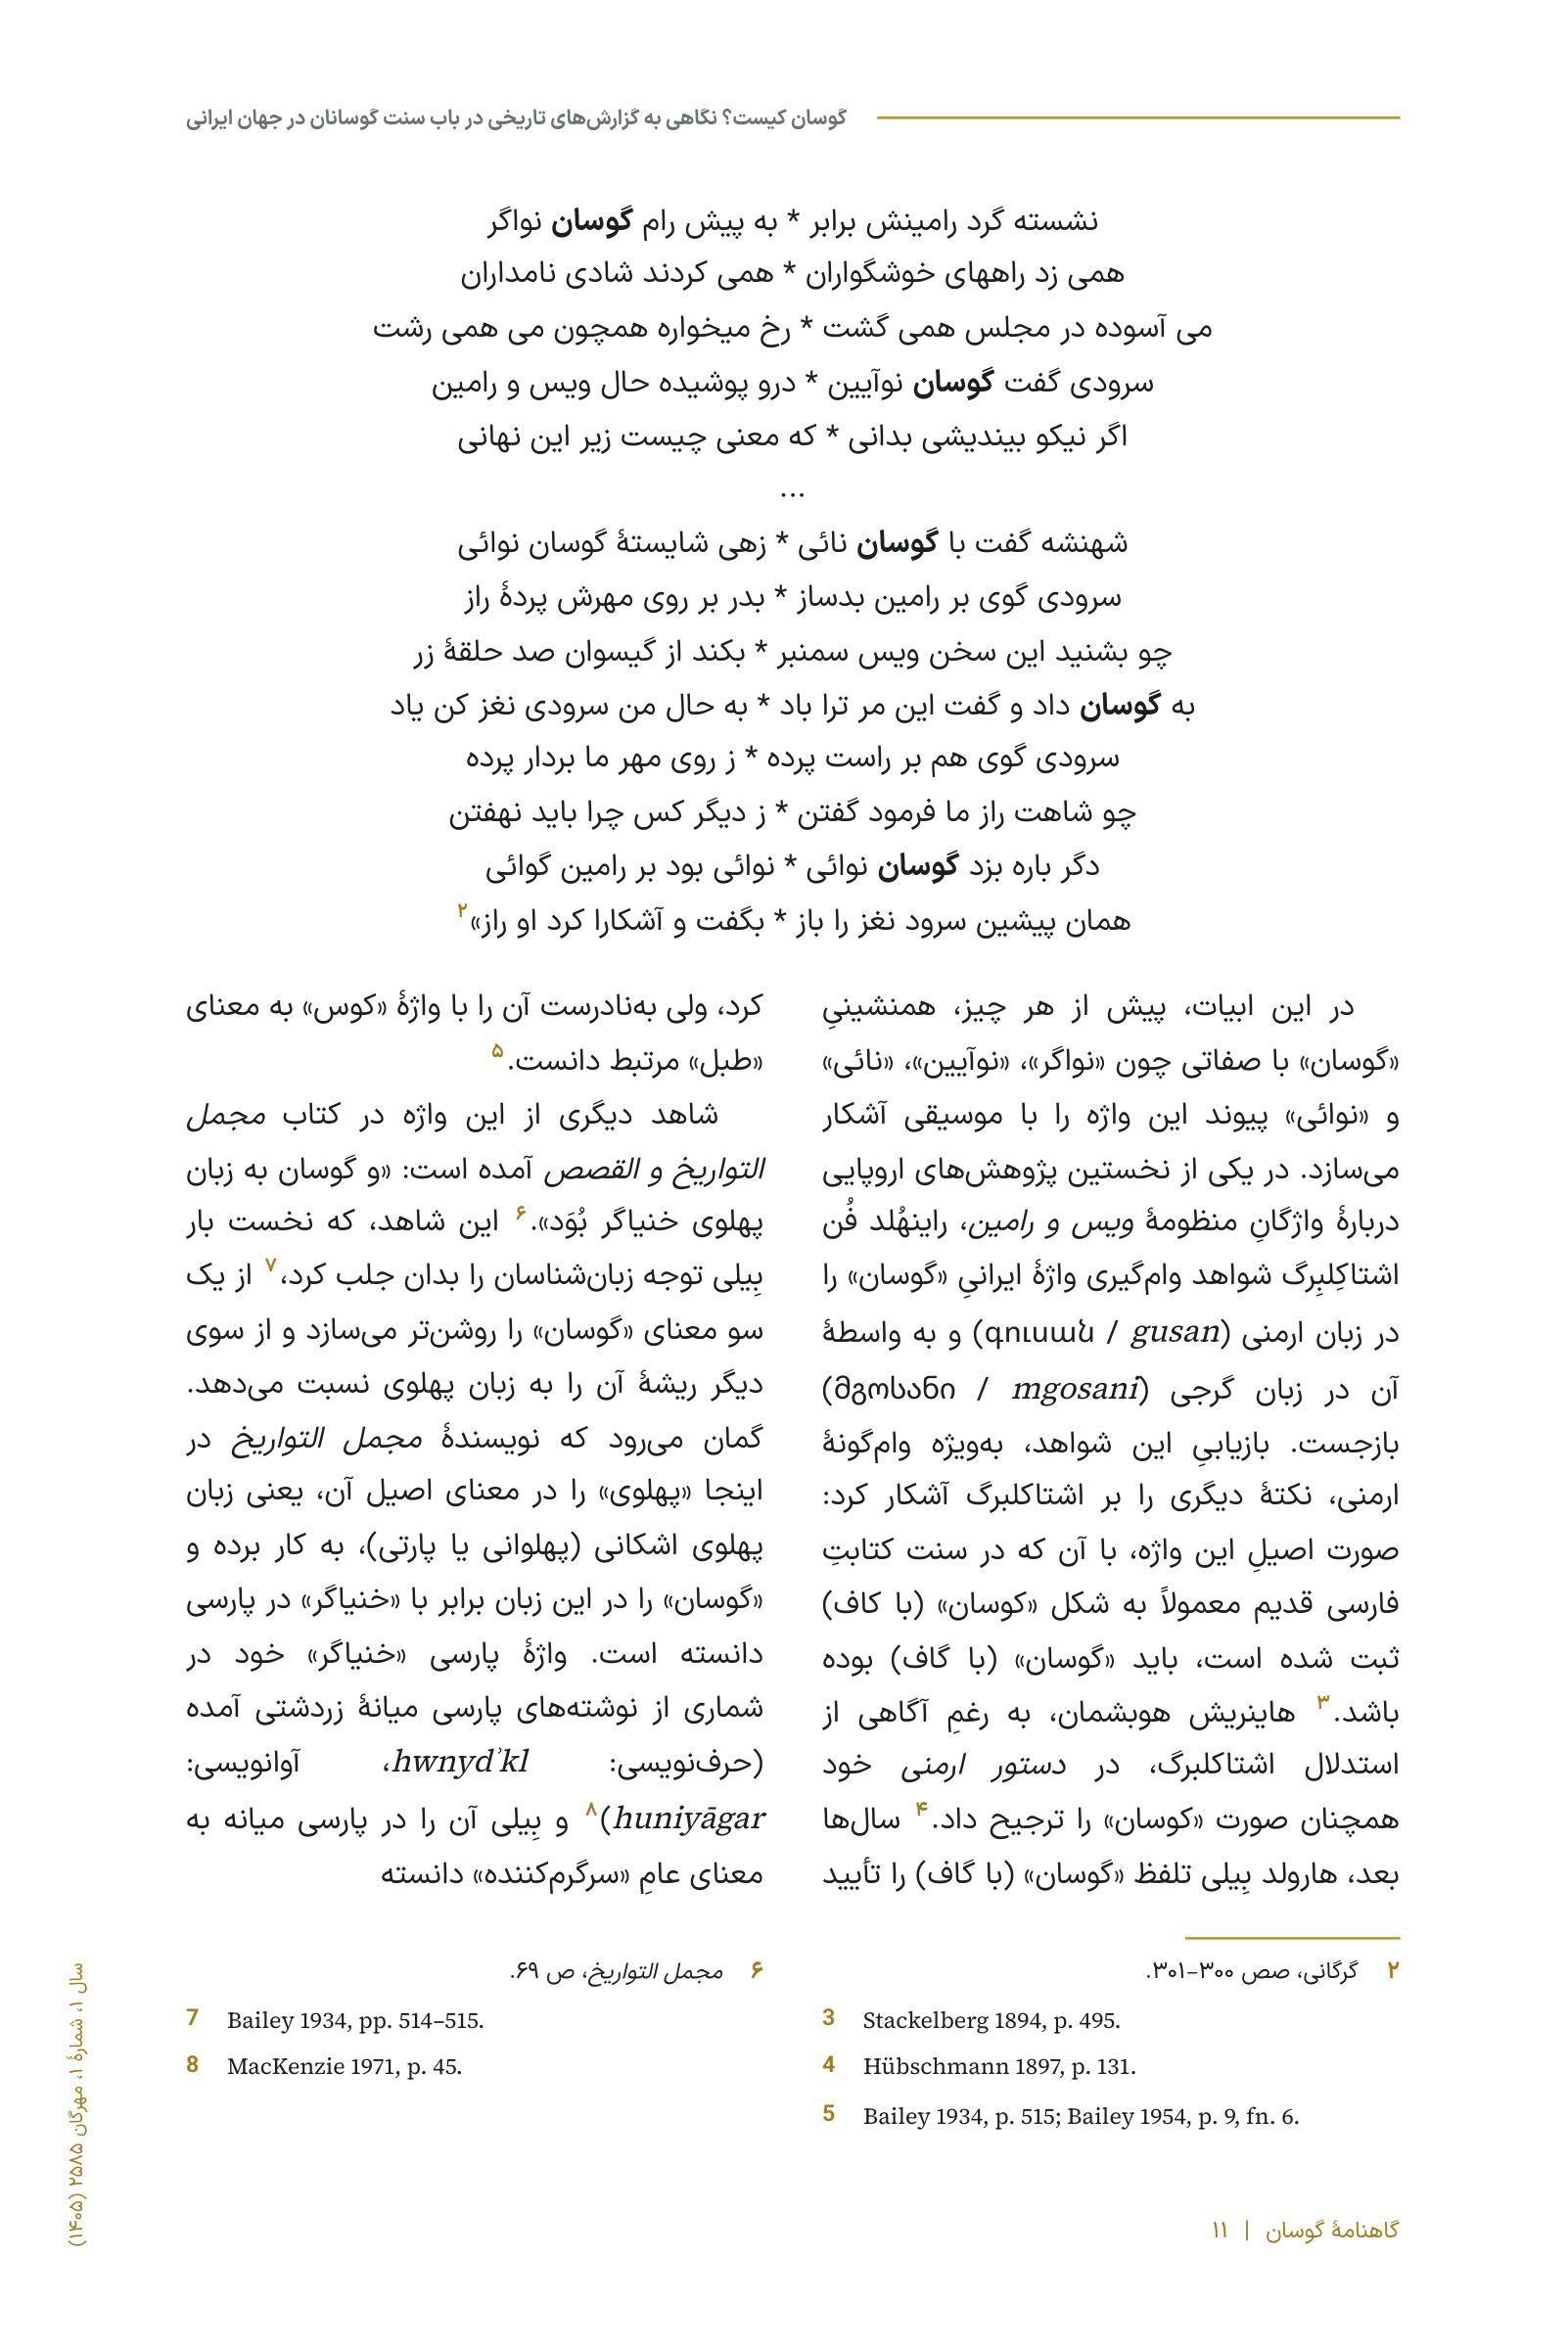 گوسان کیست؟ نگاهی به گزارش‌های تاریخی در باب سنت گوسانان در جهان ایرانی
نشسته گرد رامینش برابر * به پیش رام گوسان نواگر
همی زد راههای خوشگواران * همی کردند شادی نامداران
می آسوده در مجلس همی گشت * رخ میخواره همچون می همی رشت
سرودی گفت گوسان نوآیین * درو پوشیده حال ویس و رامین
اگر نیکو بیندیشی بدانی * که معنی چیست زیر این نهانی
...
شهنشه گفت با گوسان نائی * زهی شایستهٔ گوسان نوائی
سرودی گوی بر رامین بدساز * بدر بر روی مهرش پردهٔ راز
چو بشنید این سخن ویس سمنبر * بکند از گیسوان صد حلقهٔ زر
به گوسان داد و گفت این مر ترا باد * به حال من سرودی نغز کن یاد
سرودی گوی هم بر راست پرده * ز روی مهر ما بردار پرده
چو شاهت راز ما فرمود گفتن * ز دیگر کس چرا باید نهفتن
دگر باره بزد گوسان نوائی * نوائی بود بر رامین گوائی
همان پیشین سرود نغز را باز * بگفت و آشکارا کرد او راز»۲
در این ابیات، پیش از هر چیز، همنشینیِ
«گوسان» با صفاتی چون «نواگر»، «نوآیین»، «نائی»
و «نوائی» پیوند این واژه را با موسیقی آشکار
می‌سازد. در یکی از نخستین پژوهش‌های اروپایی
دربارهٔ واژگانِ منظومهٔ ویس و رامین، راینهُلد فُن
اشتاکِلبِرگ شواهد وام‌گیری واژهٔ ایرانیِ «گوسان» را
در زبان ارمنی (gusan / գուսան) و به واسطهٔ
آن در زبان گرجی (mgosani / მგოსანი)
بازجست. بازیابیِ این شواهد، به‌ویژه وام‌گونهٔ
ارمنی، نکتهٔ دیگری را بر اشتاکلبرگ آشکار کرد:
صورت اصیلِ این واژه، با آن که در سنت کتابتِ
فارسی قدیم معمولاً به شکل «کوسان» (با کاف)
ثبت شده است، باید «گوسان» (با گاف) بوده
باشد.۳ هاینریش هوبشمان، به رغمِ آگاهی از
استدلال اشتاکلبرگ، در دستور ارمنی خود
همچنان صورت «کوسان» را ترجیح داد.۴ سال‌ها
بعد، هارولد بِیلی تلفظ «گوسان» (با گاف) را تأیید
کرد، ولی به‌نادرست آن را با واژهٔ «کوس» به معنای
«طبل» مرتبط دانست.۵
شاهد دیگری از این واژه در کتاب مجمل
التواریخ و القصص آمده است: «و گوسان به زبان
پهلوی خنیاگر بُوَد».۶ این شاهد، که نخست بار
بِیلی توجه زبان‌شناسان را بدان جلب کرد،۷ از یک
سو معنای «گوسان» را روشن‌تر می‌سازد و از سوی
دیگر ریشهٔ آن را به زبان پهلوی نسبت می‌دهد.
گمان می‌رود که نویسندهٔ مجمل التواریخ در
اینجا «پهلوی» را در معنای اصیل آن، یعنی زبان
پهلوی اشکانی (پهلوانی یا پارتی)، به کار برده و
«گوسان» را در این زبان برابر با «خنیاگر» در پارسی
دانسته است. واژهٔ پارسی «خنیاگر» خود در
شماری از نوشته‌های پارسی میانهٔ زردشتی آمده
(حرف‌نویسی: hwnydʾkl، آوانویسی:
huniyāgar)۸ و بِیلی آن را در پارسی میانه به
معنای عامِ «سرگرم‌کننده» دانسته
۲ گرگانی، صص ۳۰۰–۳۰۱.
3 Stackelberg 1894, p. 495.
4 Hübschmann 1897, p. 131.
5 Bailey 1934, p. 515; Bailey 1954, p. 9, fn. 6.
۶ مجمل التواریخ، ص ۶۹.
7 Bailey 1934, pp. 514–515.
8 MacKenzie 1971, p. 45.
سال ۱، شمارهٔ ۱، مهرگان ۲۵۸۵ (۱۴۰۵)
گاهنامهٔ گوسان | ۱۱